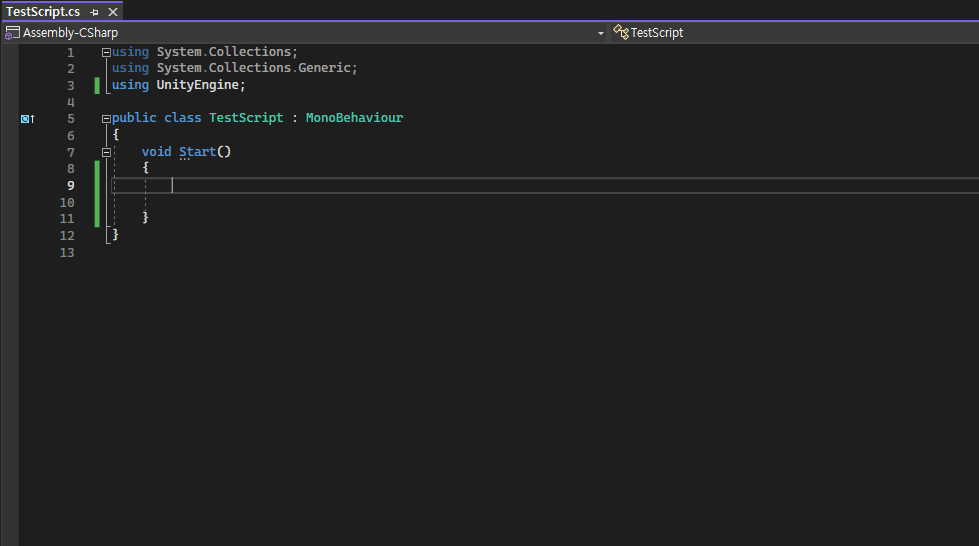 TestScript.cs
Assembly-CSharp TestScript
1 using System.Collections;
2 using System.Collections.Generic;
3 using UnityEngine;
4
5 public class TestScript : MonoBehaviour
6 {
7 void Start()
8 {
9
10
11 }
12 }
13